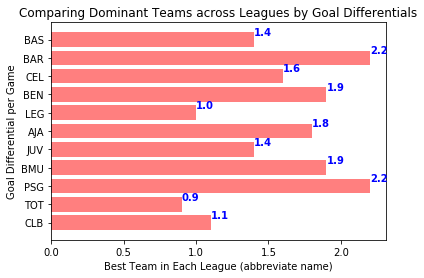 Comparing Dominant Teams across Leagues by Goal Differentials
Goal Differential per Game
BAS 1.4
BAR 2.2
CEL 1.6
BEN 1.9
LEG 1.0
AJA 1.8
JUV 1.4
BMU 1.9
PSG 2.2
TOT 0.9
CLB 1.1
0.0 0.5 1.0 1.5 2.0
Best Team in Each League (abbreviate name)